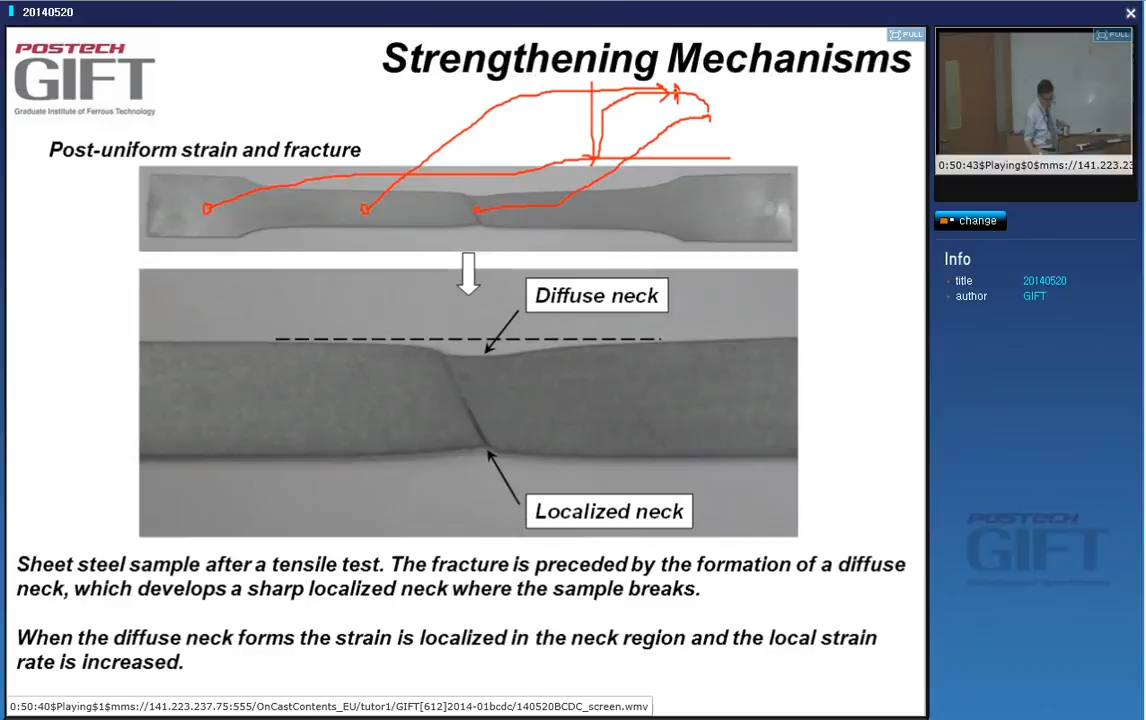 20140520
POSTECH
GIFT
Graduate Institute of Ferrous Technology
FULL
Strengthening Mechanisms
Post-uniform strain and fracture
Diffuse neck
Localized neck
Sheet steel sample after a tensile test. The fracture is preceded by the formation of a diffuse
neck, which develops a sharp localized neck where the sample breaks.
When the diffuse neck forms the strain is localized in the neck region and the local strain
rate is increased.
0:50:40$Playing$1$mms://141.223.237.75:555/OnCastContents_EU/tutor1/GIFT[612]2014-01bcdc/140520BCDC_screen.wmv
FULL
0:50:43$Playing$0$mms://141.223.23
change
Info
title 20140520
author GIFT
POSTECH
GIFT